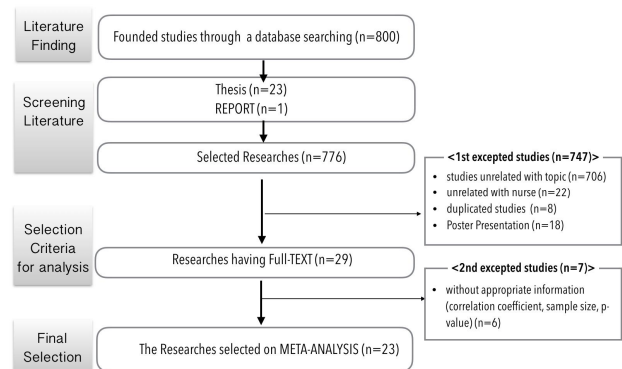 Literature
Finding
Founded studies through a database searching (n=800)
Screening
Literature
Thesis (n=23)
REPORT (n=1)
Selected Researches (n=776)
<1st excepted studies (n=747)>
• studies unrelated with topic (n=706)
• unrelated with nurse (n=22)
• duplicated studies (n=8)
• Poster Presentation (n=18)
Selection
Criteria
for analysis
Researches having Full-TEXT (n=29)
<2nd excepted studies (n=7)>
• without appropriate information
(correlation coefficient, sample size, p-
value) (n=6)
Final
Selection
The Researches selected on META-ANALYSIS (n=23)